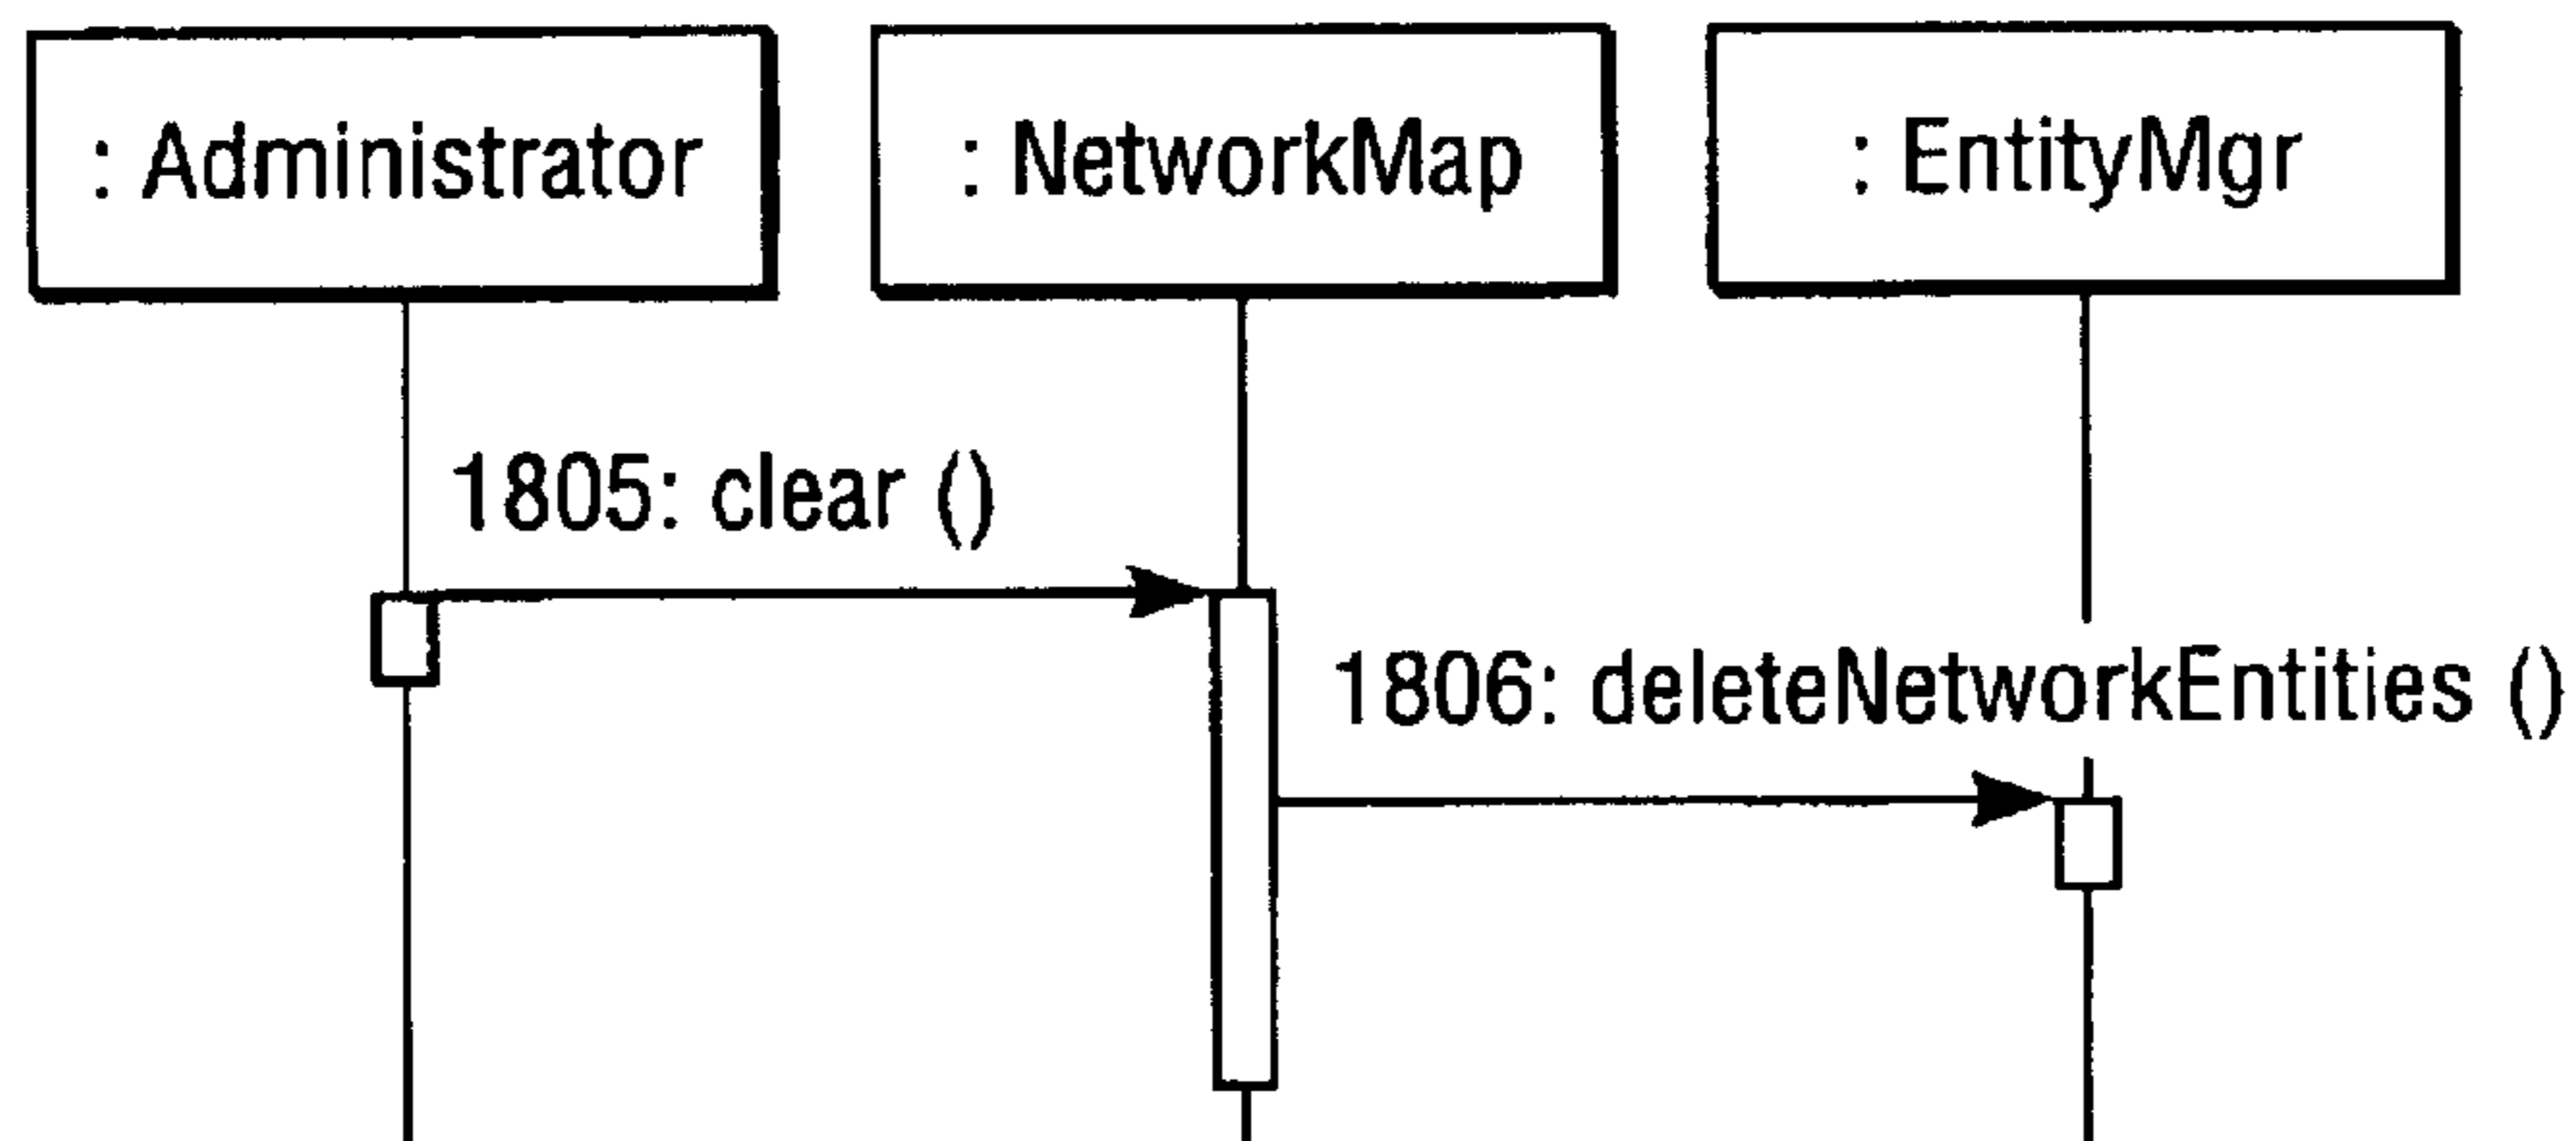 : Administrator
: NetworkMap
: EntityMgr
1805: clear ()
1806: deleteNetworkEntities ()